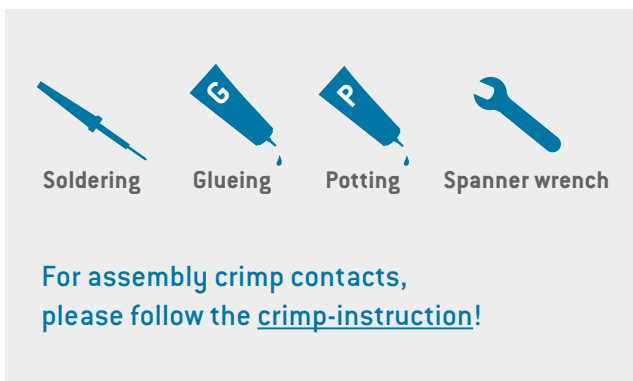 G P
Soldering Glueing Potting Spanner wrench
For assembly crimp contacts,
please follow the crimp-instruction!